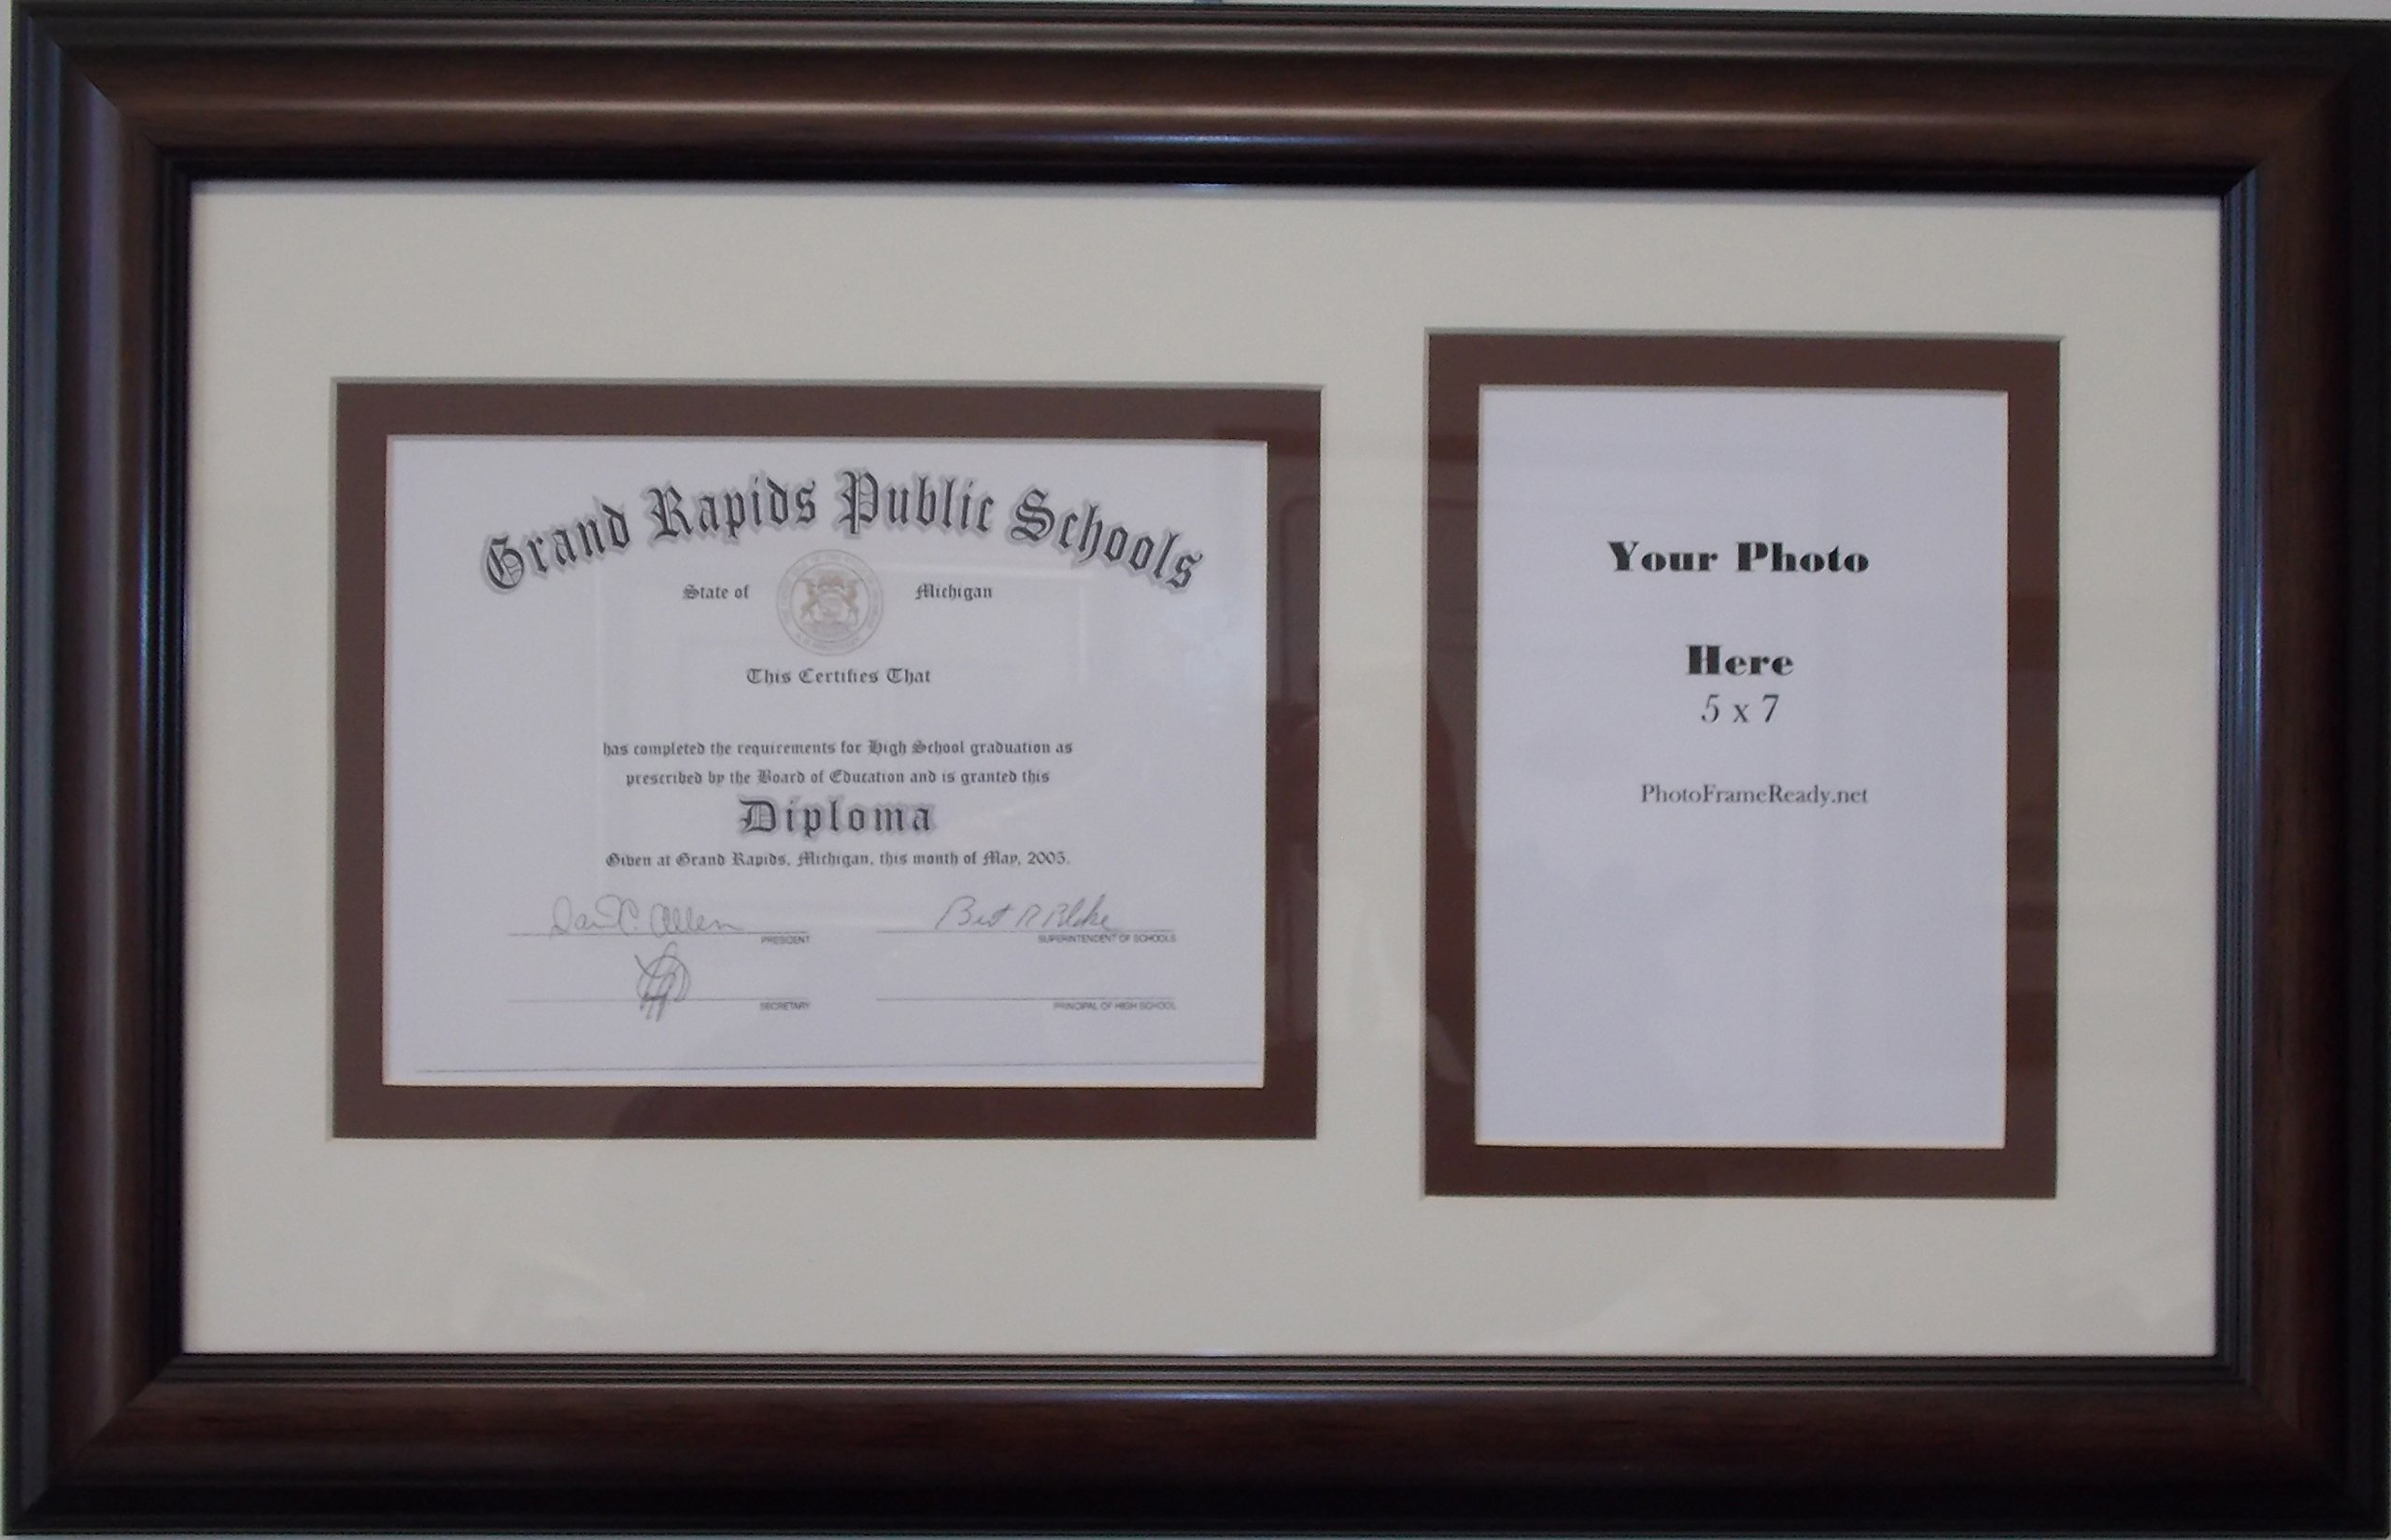 Grand Rapids Public Schools
State of Michigan
This Certifies That
has completed the requirements for High School graduation as
prescribed by the Board of Education and is granted this
Diploma
Given at Grand Rapids, Michigan, this month of May, 2005.
PRESIDENT
SUPERINTENDENT OF SCHOOLS
SECRETARY
PRINCIPAL OF HIGH SCHOOL
Your Photo
Here
5 x 7
PhotoFrameReady.net